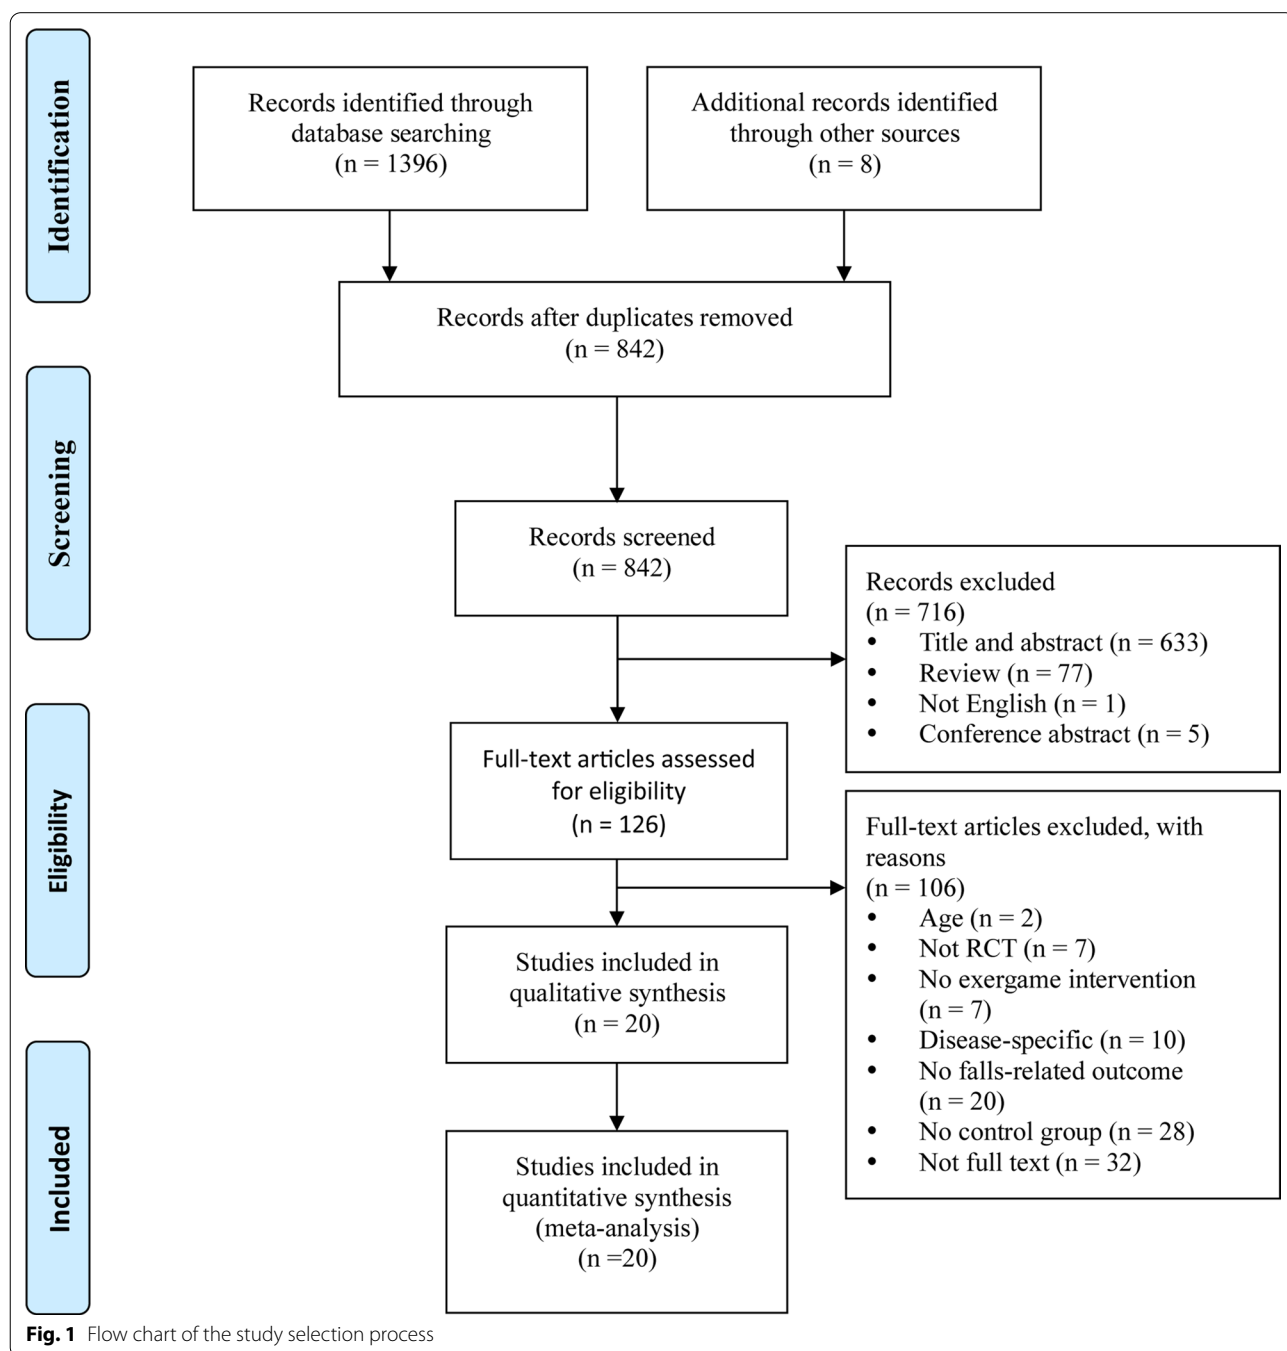 Identification
Records identified through
database searching
(n = 1396)
Additional records identified
through other sources
(n = 8)
Records after duplicates removed
(n = 842)
Screening
Records screened
(n = 842)
Records excluded
(n = 716)
• Title and abstract (n = 633)
• Review (n = 77)
• Not English (n = 1)
• Conference abstract (n = 5)
Eligibility
Full-text articles assessed
for eligibility
(n = 126)
Full-text articles excluded, with
reasons
(n = 106)
• Age (n = 2)
• Not RCT (n = 7)
• No exergame intervention
(n = 7)
• Disease-specific (n = 10)
• No falls-related outcome
(n = 20)
• No control group (n = 28)
• Not full text (n = 32)
Studies included in
qualitative synthesis
(n = 20)
Included
Studies included in
quantitative synthesis
(meta-analysis)
(n =20)
Fig. 1 Flow chart of the study selection process